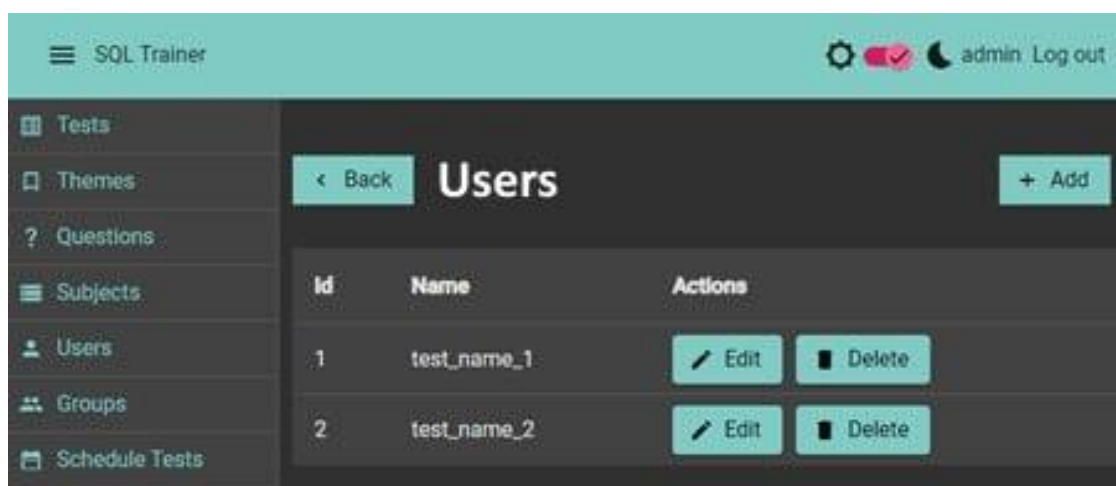 SQL Trainer
admin Log out
Tests
Themes
? Questions
Subjects
Users
Groups
Schedule Tests
< Back
Users
+ Add
Id Name Actions
1 test_name_1 Edit Delete
2 test_name_2 Edit Delete